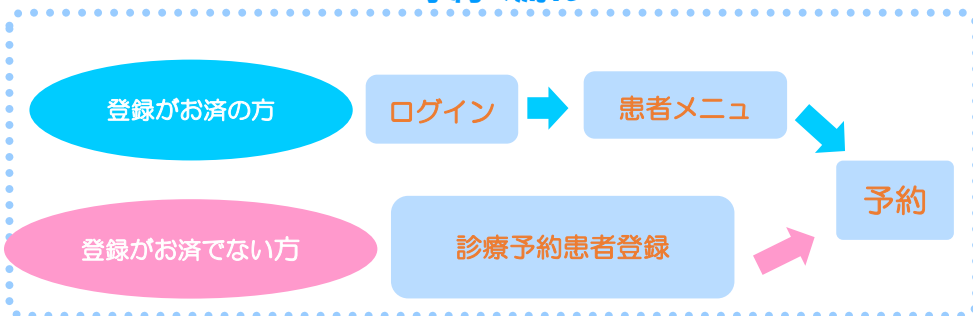 登録がお済の方
ログイン
患者メニュ
予約
登録がお済でない方
診療予約患者登録